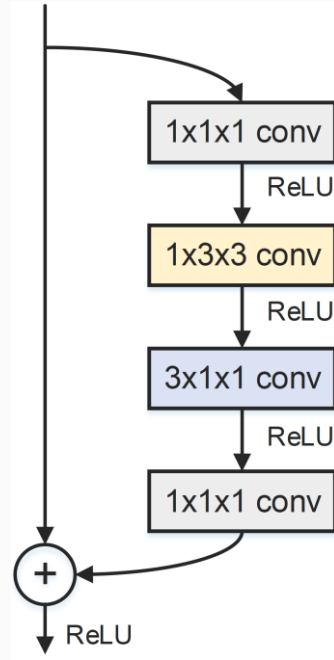 1x1x1 conv
ReLU
1x3x3 conv
ReLU
3x1x1 conv
ReLU
1x1x1 conv
+
ReLU